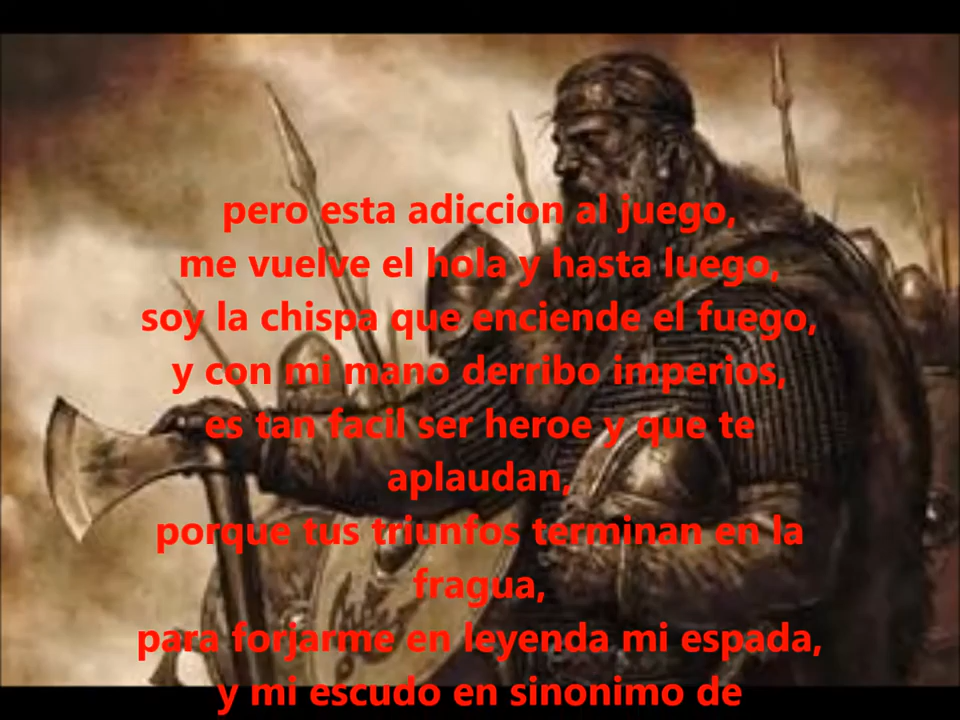 pero esta adiccion al juego,
me vuelve el hola y hasta luego,
soy la chispa que enciende el fuego,
y con mi mano derribo imperios,
es tan facil ser heroe y que te
aplaudan,
porque tus triunfos terminan en la
fragua,
para forjarme en leyenda mi espada,
y mi escudo en sinonimo de